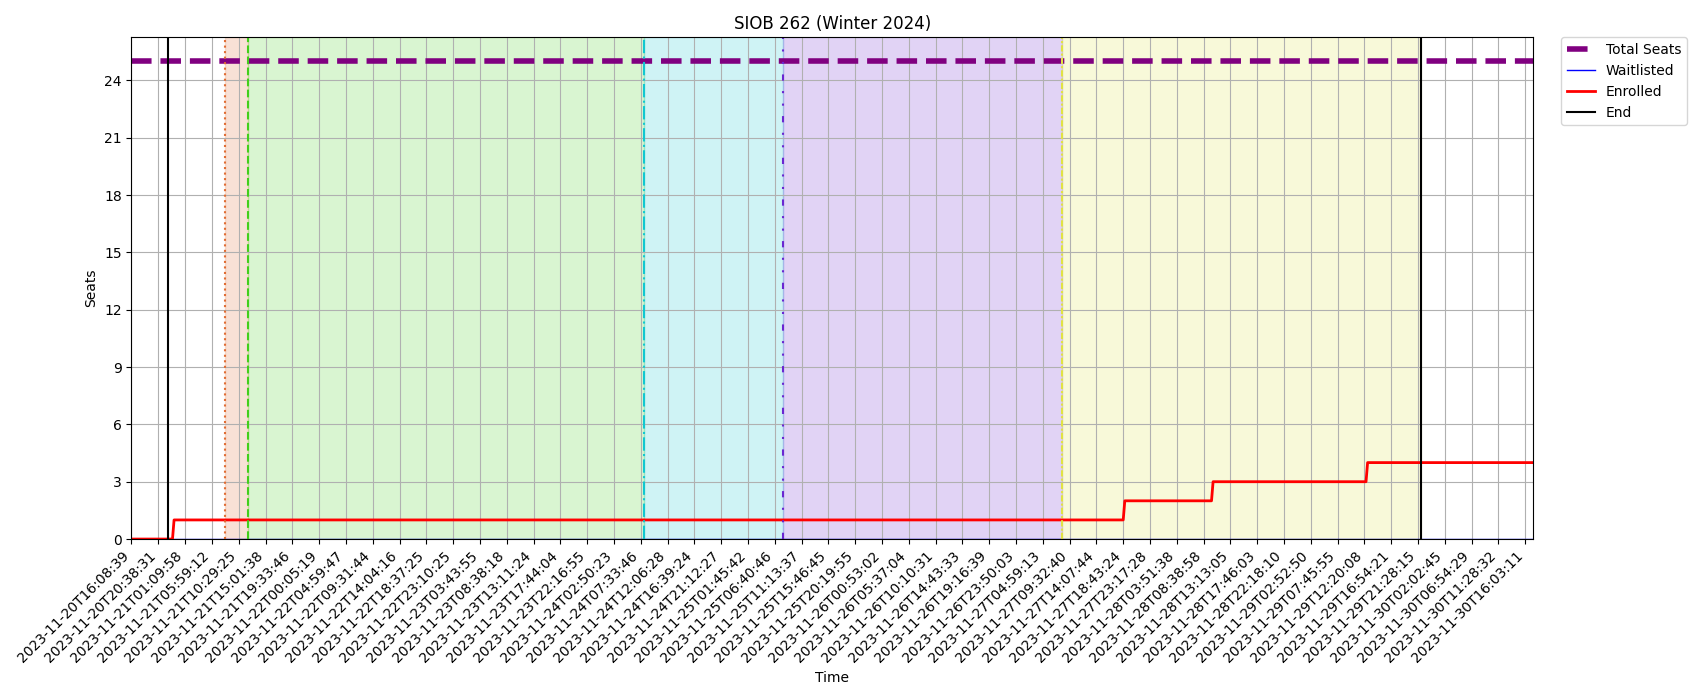 SIOB 262 (Winter 2024)
Total Seats
Waitlisted
Enrolled
End
Seats
24
21
18
15
12
9
6
3
0
2023-11-20T16:08:39
2023-11-20T20:38:31
2023-11-21T01:09:58
2023-11-21T05:59:12
2023-11-21T10:29:25
2023-11-21T15:01:38
2023-11-21T19:33:46
2023-11-22T00:05:19
2023-11-22T04:59:47
2023-11-22T09:31:44
2023-11-22T14:04:16
2023-11-22T18:37:25
2023-11-22T23:10:25
2023-11-23T03:43:55
2023-11-23T08:38:18
2023-11-23T13:11:24
2023-11-23T17:44:04
2023-11-23T22:16:55
2023-11-24T02:50:23
2023-11-24T07:33:46
2023-11-24T12:06:28
2023-11-24T16:39:24
2023-11-24T21:12:27
2023-11-25T01:45:42
2023-11-25T06:40:46
2023-11-25T11:13:37
2023-11-25T15:46:45
2023-11-25T20:19:55
2023-11-26T00:53:02
2023-11-26T05:37:04
2023-11-26T10:10:31
2023-11-26T14:43:33
2023-11-26T19:16:39
2023-11-26T23:50:03
2023-11-27T04:59:13
2023-11-27T09:32:40
2023-11-27T14:07:44
2023-11-27T18:43:24
2023-11-27T23:17:28
2023-11-28T03:51:38
2023-11-28T08:38:58
2023-11-28T13:13:05
2023-11-28T17:46:03
2023-11-28T22:18:10
2023-11-29T02:52:50
2023-11-29T07:45:55
2023-11-29T12:20:08
2023-11-29T16:54:21
2023-11-29T21:28:15
2023-11-30T02:02:45
2023-11-30T06:54:29
2023-11-30T11:28:32
2023-11-30T16:03:11
Time